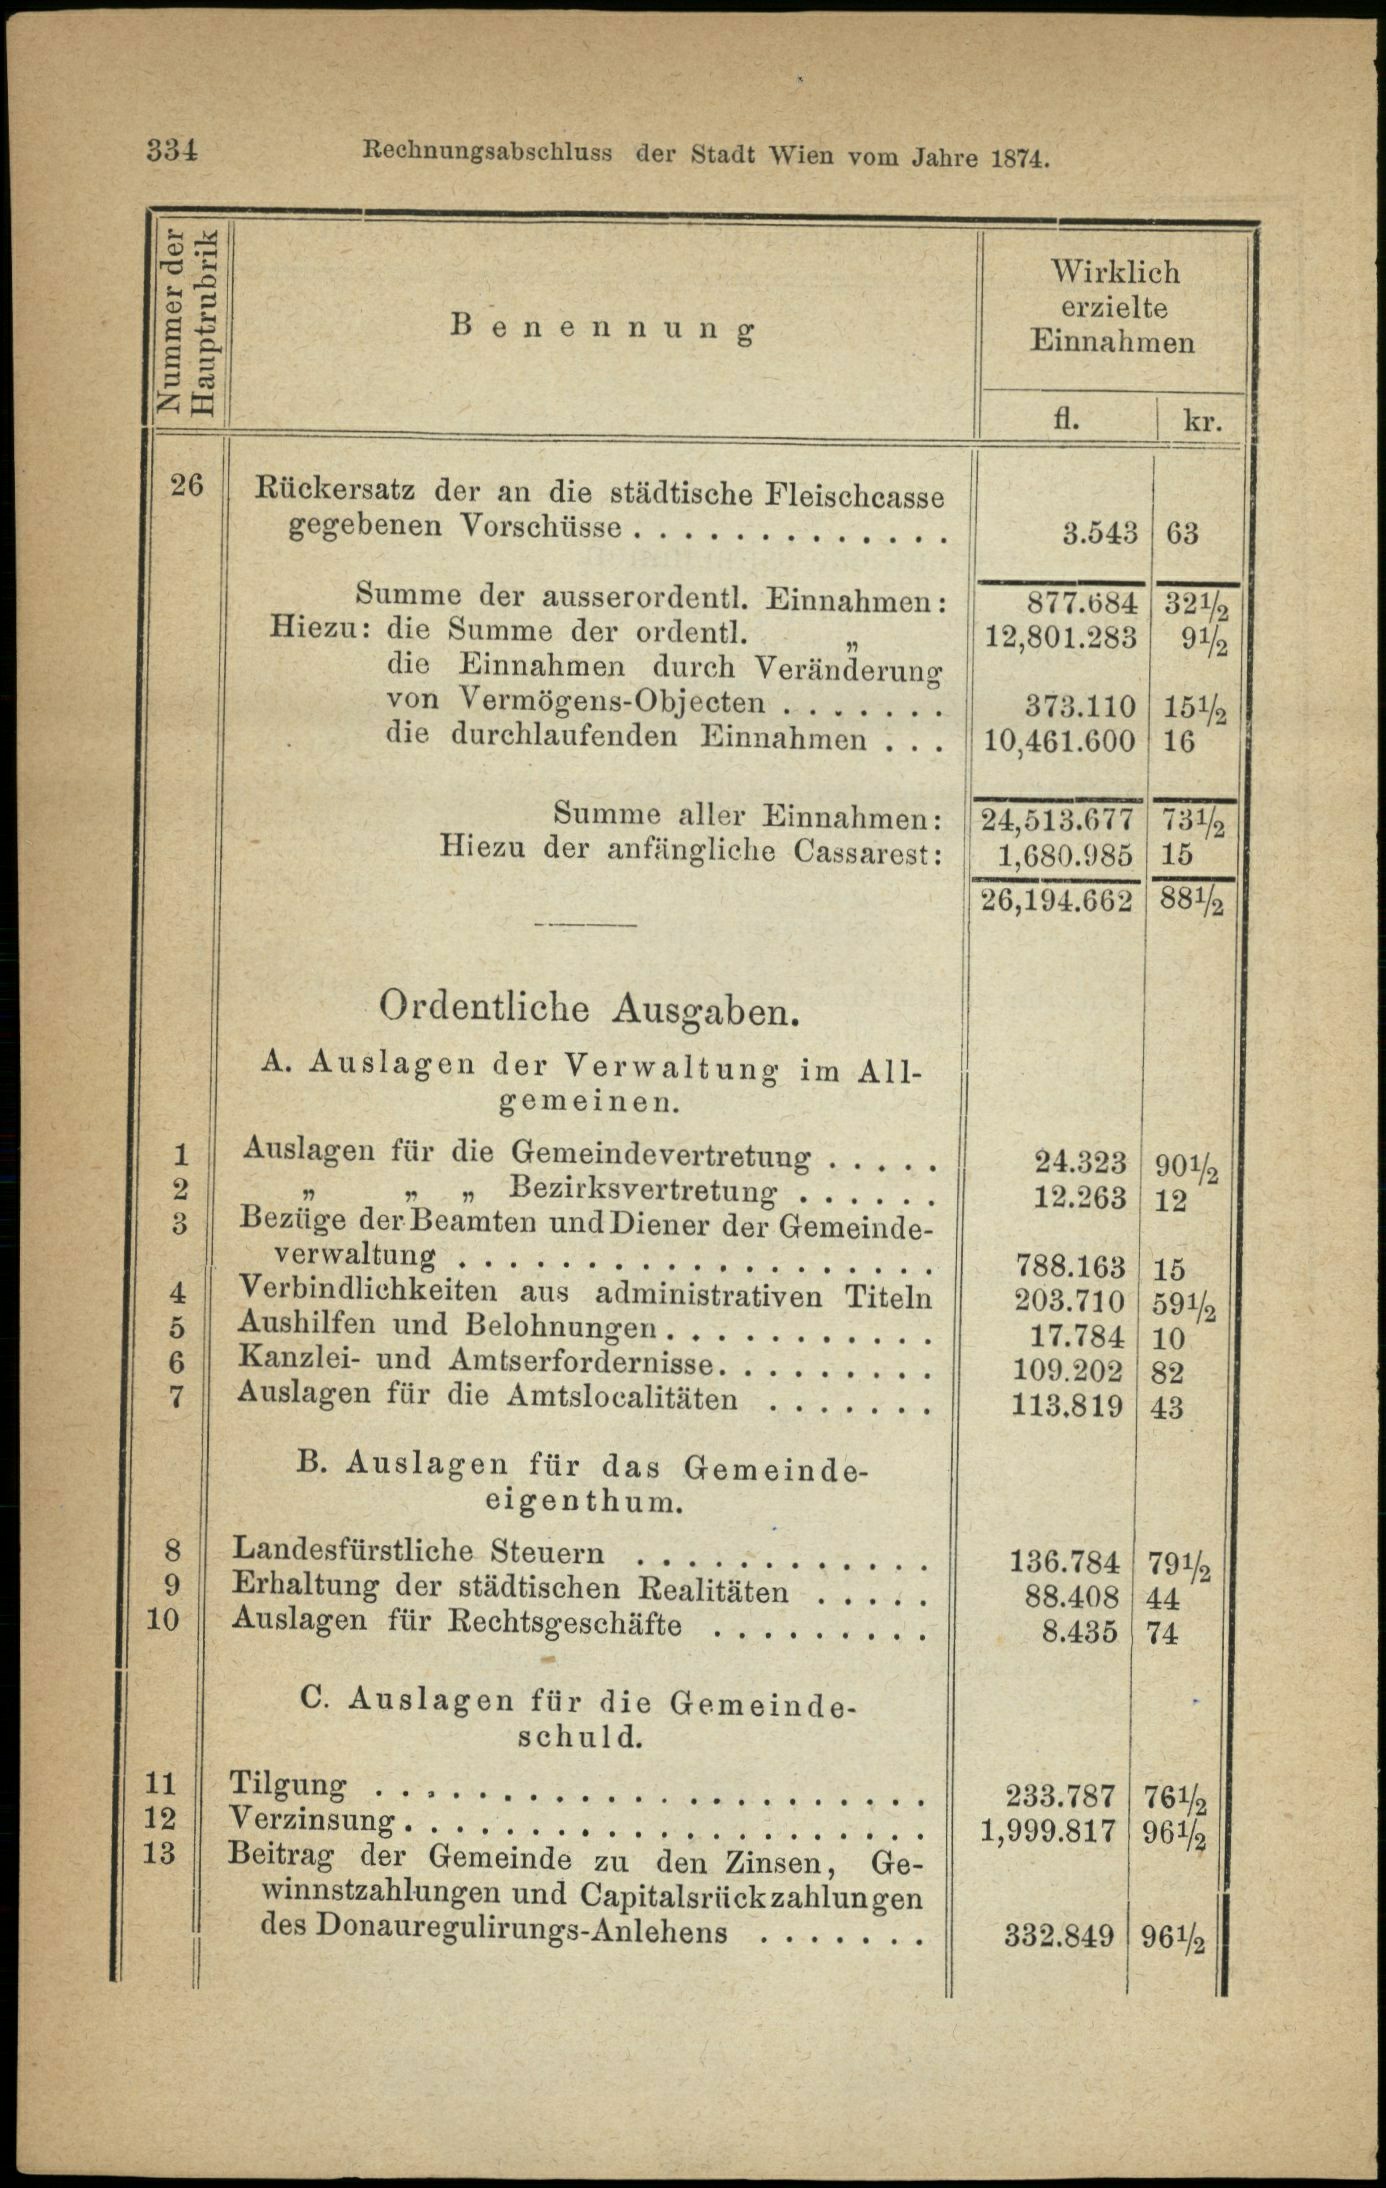 334 Rechnungsabschluss der Stadt Wien vom Jahre 1874.
Nummer der
Hauptrubrik
Benennung
Wirklich
erzielte
Einnahmen
fl. kr.
26 Rückersatz der an die städtische Fleischcasse
gegebenen Vorschüsse . . . . . . . . . . . . . 3.543 63
Summe der ausserordentl. Einnahmen: 877.684 32½
Hiezu: die Summe der ordentl. „ 12,801.283 9½
die Einnahmen durch Veränderung
von Vermögens-Objecten . . . . . . . 373.110 15½
die durchlaufenden Einnahmen . . . 10,461.600 16
Summe aller Einnahmen: 24,513.677 73½
Hiezu der anfängliche Cassarest: 1,680.985 15
26,194.662 88½
Ordentliche Ausgaben.
A. Auslagen der Verwaltung im All-
gemeinen.
1 Auslagen für die Gemeindevertretung . . . . . 24.323 90½
2 „ „ „ Bezirksvertretung . . . . . . 12.263 12
3 Bezüge der Beamten und Diener der Gemeinde-
verwaltung . . . . . . . . . . . . . . . . . . . 788.163 15
4 Verbindlichkeiten aus administrativen Titeln 203.710 59½
5 Aushilfen und Belohnungen . . . . . . . . . . . 17.784 10
6 Kanzlei- und Amtserfordernisse . . . . . . . . . 109.202 82
7 Auslagen für die Amtslocalitäten . . . . . . . 113.819 43
B. Auslagen für das Gemeinde-
eigenthum.
8 Landesfürstliche Steuern . . . . . . . . . . . . 136.784 79½
9 Erhaltung der städtischen Realitäten . . . . . 88.408 44
10 Auslagen für Rechtsgeschäfte . . . . . . . . . 8.435 74
C. Auslagen für die Gemeinde-
schuld.
11 Tilgung . . . . . . . . . . . . . . . . . . . . . . 233.787 76½
12 Verzinsung . . . . . . . . . . . . . . . . . . . . . 1,999.817 96½
13 Beitrag der Gemeinde zu den Zinsen, Ge-
winnstzahlungen und Capitalsrückzahlungen
des Donauregulirungs-Anlehens . . . . . . . 332.849 96½